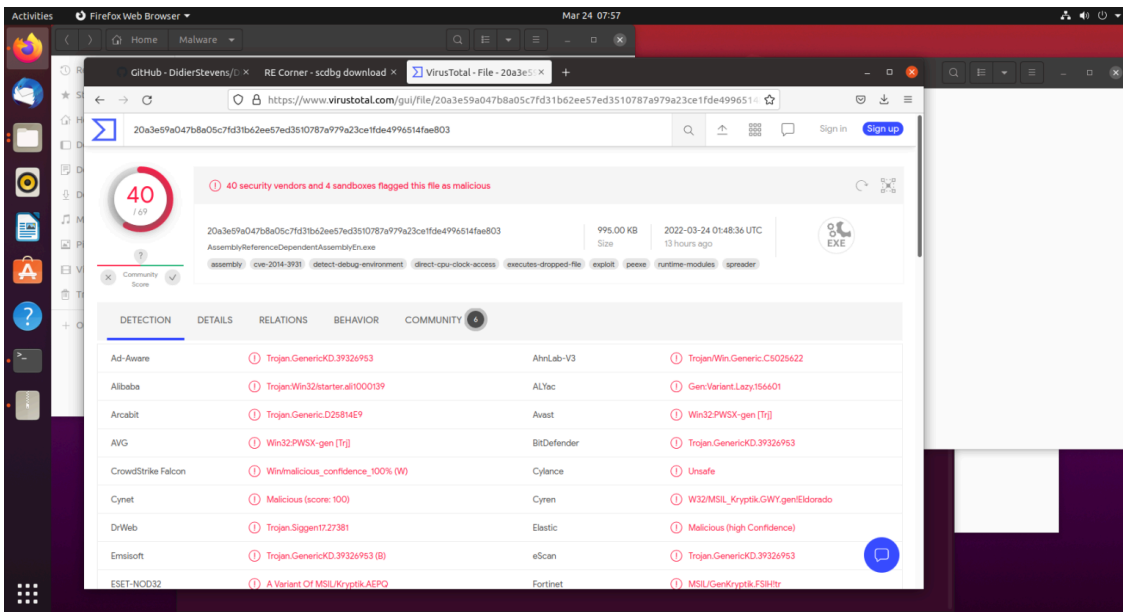 Activities Firefox Web Browser Mar 24 07:57
Home Malware
GitHub - DidierStevens/D RE Corner - scdbg download VirusTotal - File - 20a3e5
https://www.virustotal.com/gui/file/20a3e59a047b8a05c7fd31b62ee57ed3510787a979a23ce1fde4996514
20a3e59a047b8a05c7fd31b62ee57ed3510787a979a23ce1fde4996514fae803 Sign in Sign up
40
/ 69
40 security vendors and 4 sandboxes flagged this file as malicious
20a3e59a047b8a05c7fd31b62ee57ed3510787a979a23ce1fde4996514fae803 995.00 KB 2022-03-24 01:48:36 UTC
AssemblyReferenceDependentAssemblyEn.exe Size 13 hours ago EXE
assembly cve-2014-3931 detect-debug-environment direct-cpu-clock-access executes-dropped-file exploit peexe runtime-modules spreader
?
Community
Score
DETECTION DETAILS RELATIONS BEHAVIOR COMMUNITY 6
Ad-Aware Trojan.GenericKD.39326953 AhnLab-V3 Trojan/Win.Generic.C5025622
Alibaba Trojan:Win32/starter.ali1000139 ALYac Gen:Variant.Lazy.156601
Arcabit Trojan.Generic.D25814E9 Avast Win32:PWSX-gen [Trj]
AVG Win32:PWSX-gen [Trj] BitDefender Trojan.GenericKD.39326953
CrowdStrike Falcon Win/malicious_confidence_100% (W) Cylance Unsafe
Cynet Malicious (score: 100) Cyren W32/MSIL_Kryptik.GWY.gen!Eldorado
DrWeb Trojan.Siggen17.27381 Elastic Malicious (high Confidence)
Emsisoft Trojan.GenericKD.39326953 (B) eScan Trojan.GenericKD.39326953
ESET-NOD32 A Variant Of MSIL/Kryptik.AEPQ Fortinet MSIL/GenKryptik.FSIH!tr